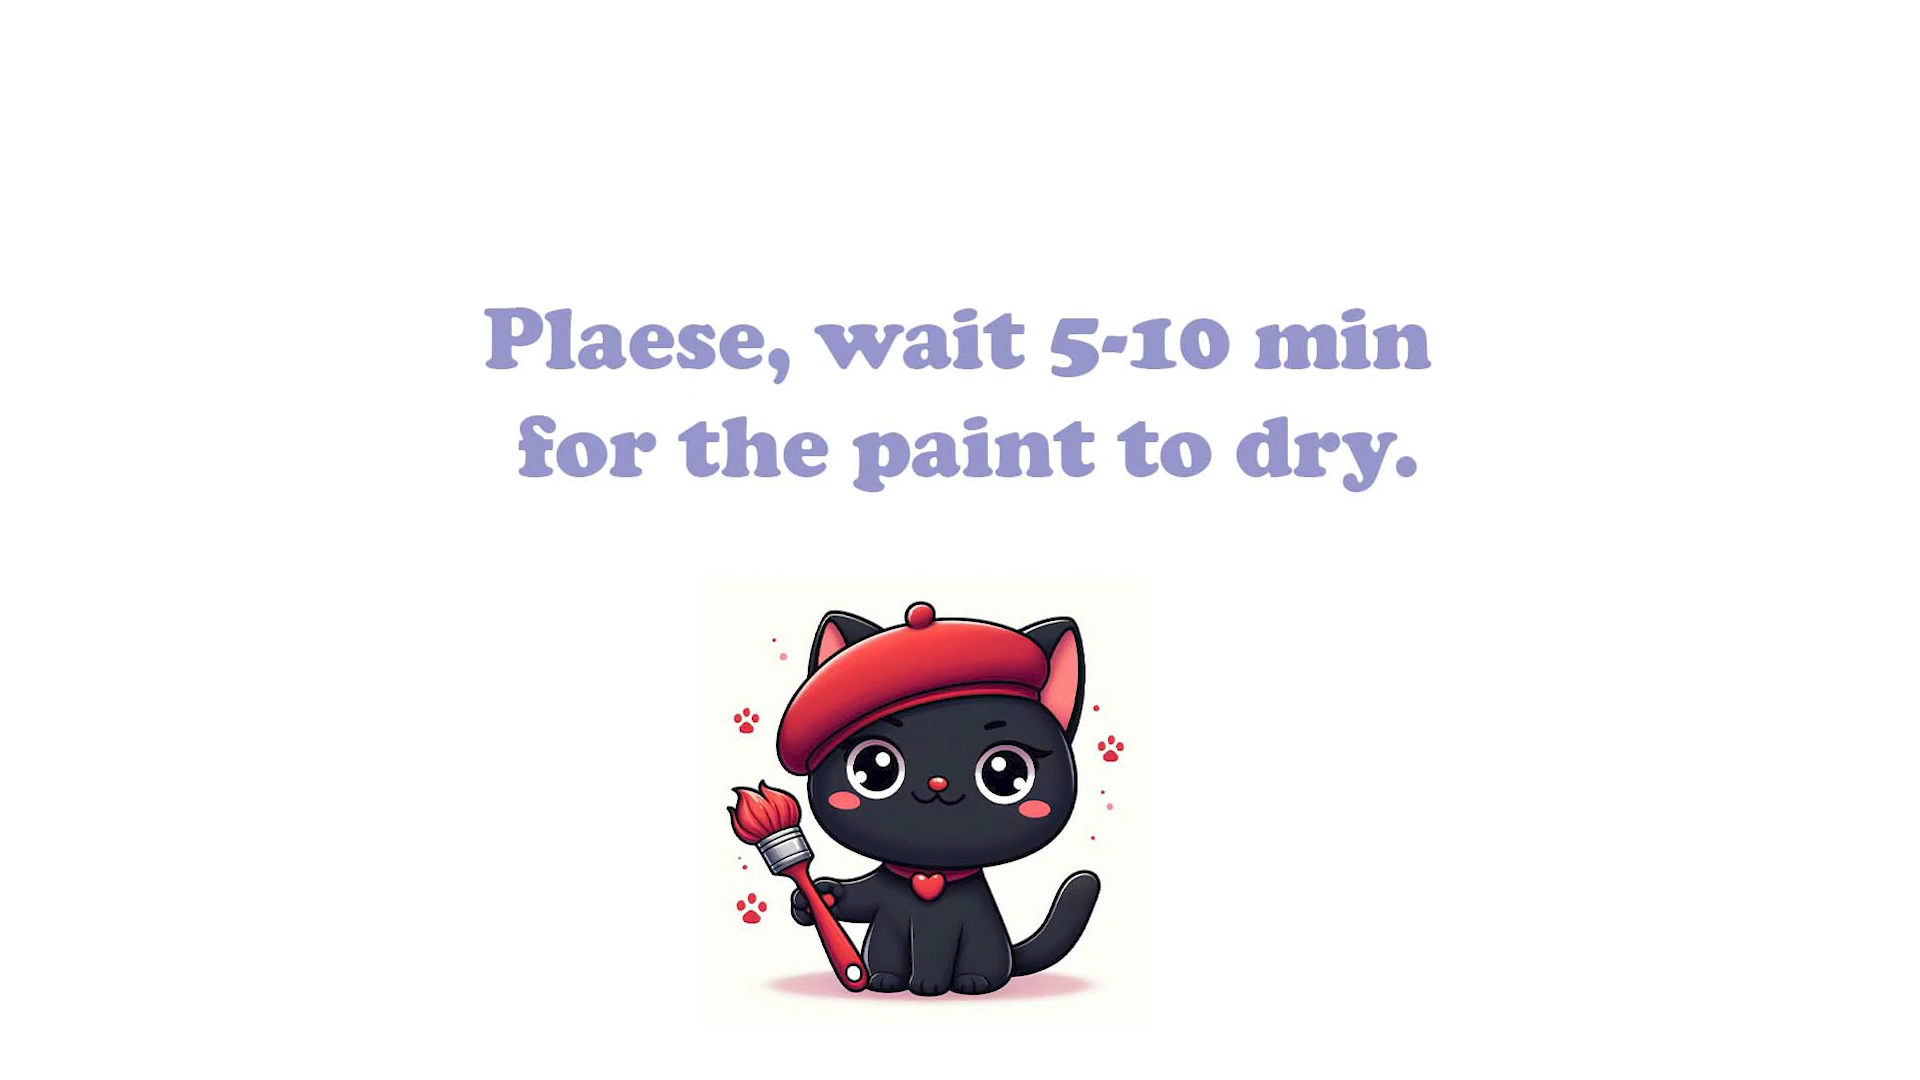 Plaese, wait 5-10 min
for the paint to dry.